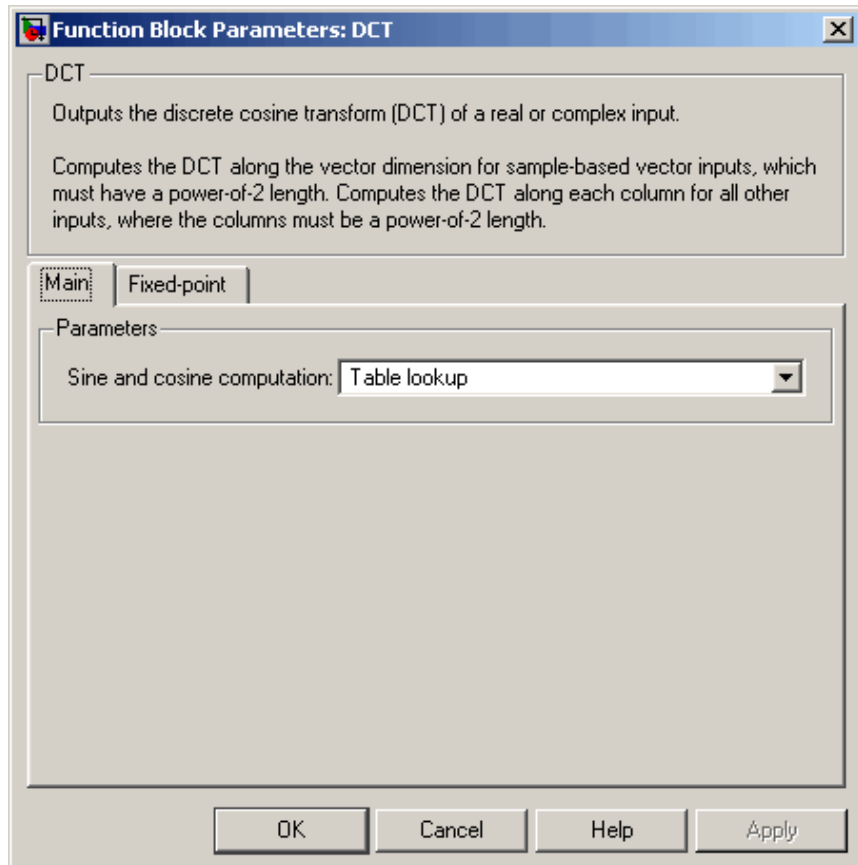 Function Block Parameters: DCT
DCT
Outputs the discrete cosine transform (DCT) of a real or complex input.
Computes the DCT along the vector dimension for sample-based vector inputs, which
must have a power-of-2 length. Computes the DCT along each column for all other
inputs, where the columns must be a power-of-2 length.
Main Fixed-point
Parameters
Sine and cosine computation: Table lookup
OK Cancel Help Apply